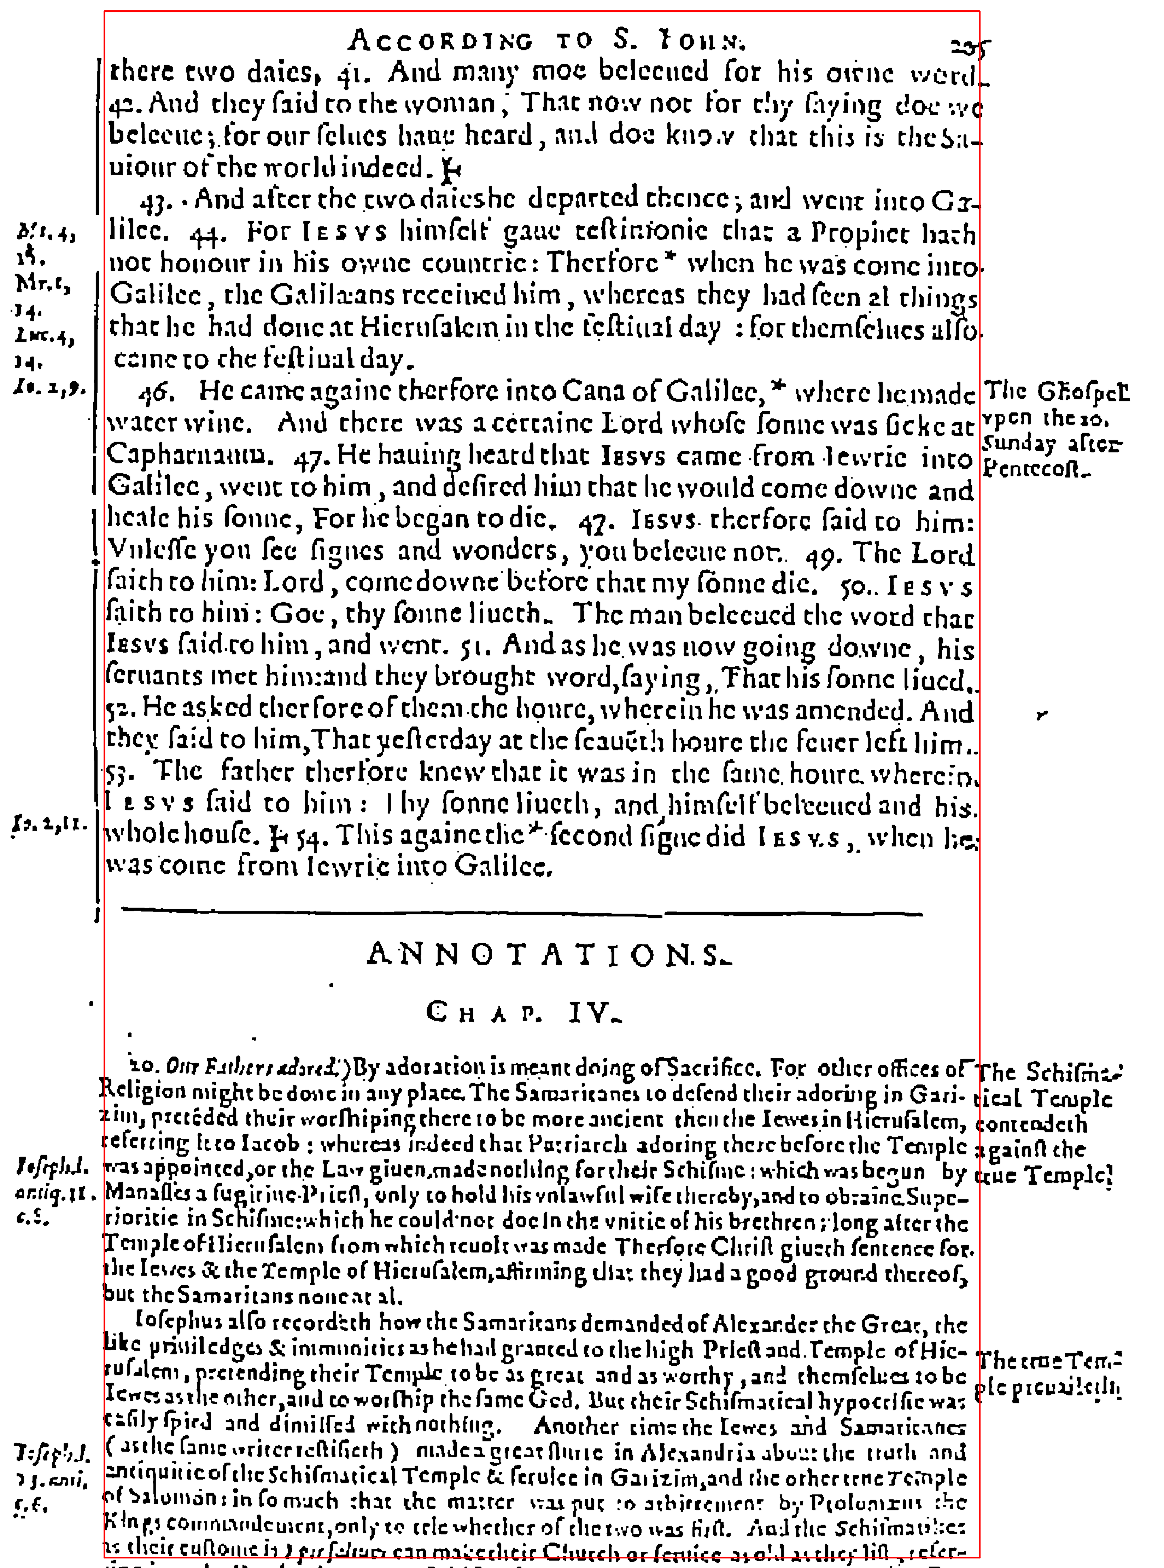 ACCORDING TO S. IOHN. 205
there two daies, 41. And many moe beleeued for his owne word
42. And they ſaid to the woman, That now not for thy ſaying doe we
beleeue; for our ſelues haue heard, and doe know that this is the Sa-
uiour of the world indeed.
43. And after the two daies he departed thence; and went into Ga-
lilee. 44. For IESVS himſelf gaue teſtimonie that a Prophet hath
not honour in his owne countrie: Therfore * when he was come into
Galilee, the Galilæans receiued him, whereas they had ſeen al things
that he had done at Hieruſalem in the feſtiual day : for themſelues alſo
came to the feſtiual day.
Mt. 4,
Mr. 1,
14.
Luc. 4,
14.
Io. 2, 9.
46. He came againe therfore into Cana of Galilee, * where he made
water wine. And there was a certaine Lord whoſe ſonne was ſicke at
Capharnaum. 47. He hauing heard that IESVS came from Iewrie into
Galilee, went to him, and deſired him that he would come downe and
heale his ſonne, For he began to die. 47. IESVS therfore ſaid to him:
Vnleſſe you ſee ſignes and wonders, you beleeue not. 49. The Lord
ſaith to him: Lord, come downe before that my ſonne die. 50. IESVS
ſaith to him: Goe, thy ſonne liueth. The man beleeued the word that
IESVS ſaid to him, and went. 51. And as he was now going downe, his
ſeruants met him: and they brought word, ſaying, That his ſonne liued.
52. He asked therfore of them the houre, wherein he was amended. And
they ſaid to him, That yeſterday at the ſeauēth houre the feuer left him.
53. The father therfore knew that it was in the ſame houre wherein
IESVS ſaid to him: Thy ſonne liueth, and himſelf beleeued and his
whole houſe. 54. This againe the * ſecond ſigne did IESVS, when he
was come from Iewrie into Galilee.
The Ghoſpel
vpon the 20.
Sunday after
Pentecoſt.
Io. 2, 11.
ANNOTATIONS.
CHAP. IV.
20. Our Fathers adored.) By adoration is meant doing of Sacrifice. For other offices of
Religion might be done in any place. The Samaritanes to defend their adoring in Gari-
zim, pretēded their worſhiping there to be more ancient then the Iewes in Hieruſalem,
referring it to Iacob : whereas indeed that Patriarch adoring there before the Temple
was appointed, or the Law giuen, made nothing for their Schiſme : which was begun by
Manaſſes a fugitiue Prieſt, only to hold his vnlawful wife thereby, and to obtaine Supe-
rioritie in Schiſme: which he could not doe in the vnitie of his brethren; long after the
Temple of Hieruſalem from which reuolt was made Therfore Chriſt giueth ſentence for
the Iewes & the Temple of Hieruſalem, affirming that they had a good ground thereof,
but the Samaritans none at al.
The Schiſma-
tical Temple
contendeth
againſt the
true Temple.
Ioſeph. l.
antiq. 11.
c. 8.
Ioſephus alſo recordeth how the Samaritans demanded of Alexander the Great, the
like priuiledges & immunities as he had granted to the high Prieſt and Temple of Hie-
ruſalem, pretending their Temple to be as great and as worthy, and themſelues to be
Iewes as the other, and to worſhip the ſame God. But their Schiſmatical hypocriſie was
eaſily ſpied and dimiſſed with nothing. Another time the Iewes and Samaritanes
(as the ſame writer teſtifieth) made a great ſturre in Alexandria about the truth and
antiquitie of the Schiſmatical Temple & ſeruice in Garizim, and the other true Temple
of Salomon: in ſo much that the matter was put to arbitrement by Ptolomæus the
Kings commandement, only to trie whether of the two was firſt. And the Schiſmatikes
as their cuſtome is can make their Church or ſeruice as old as they liſt, refer-
The true Tem-
ple preuaileth
Ioſeph. l.
13. anti.